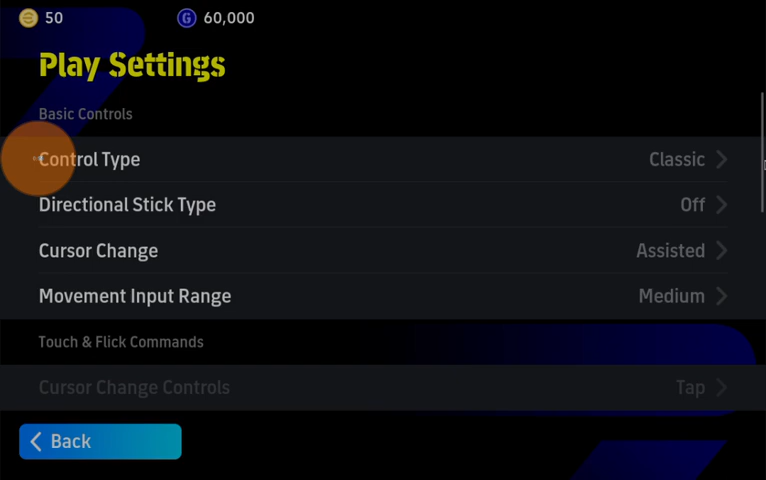 50 60,000
Play Settings
Basic Controls
Control Type Classic
Directional Stick Type Off
Cursor Change Assisted
Movement Input Range Medium
Touch & Flick Commands
Cursor Change Controls Tap
Back